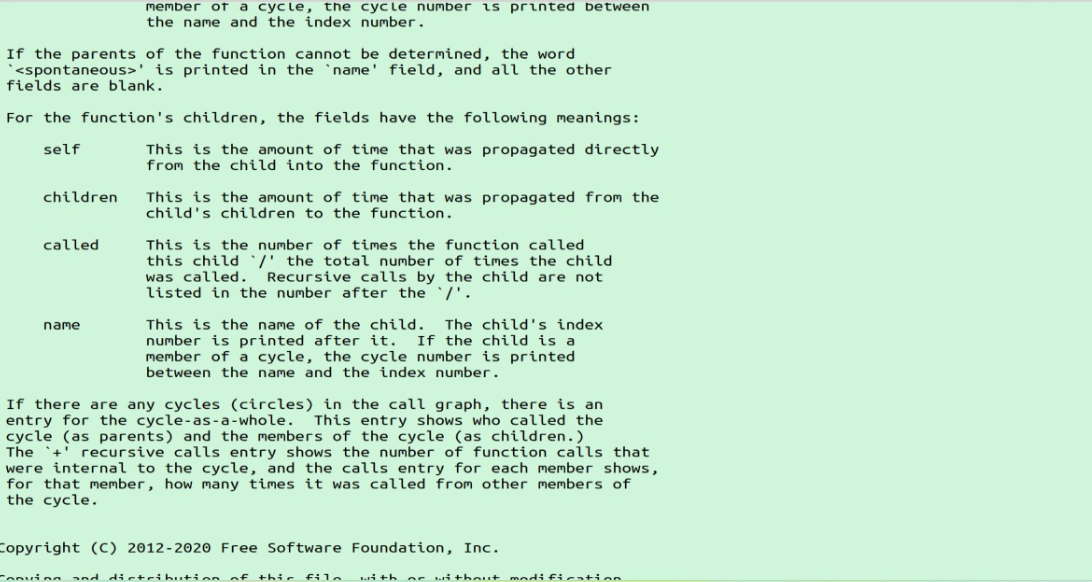 member of a cycle, the cycle number is printed between
the name and the index number.
If the parents of the function cannot be determined, the word
`<spontaneous>' is printed in the `name' field, and all the other
fields are blank.
For the function's children, the fields have the following meanings:
self This is the amount of time that was propagated directly
from the child into the function.
children This is the amount of time that was propagated from the
child's children to the function.
called This is the number of times the function called
this child `/' the total number of times the child
was called. Recursive calls by the child are not
listed in the number after the `/'.
name This is the name of the child. The child's index
number is printed after it. If the child is a
member of a cycle, the cycle number is printed
between the name and the index number.
If there are any cycles (circles) in the call graph, there is an
entry for the cycle-as-a-whole. This entry shows who called the
cycle (as parents) and the members of the cycle (as children.)
The `+' recursive calls entry shows the number of function calls that
were internal to the cycle, and the calls entry for each member shows,
for that member, how many times it was called from other members of
the cycle.
Copyright (C) 2012-2020 Free Software Foundation, Inc.
Copying and distribution of this file, with or without modification